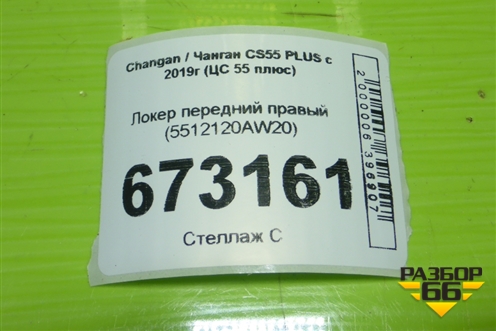 Changan / Чанган CS55 PLUS с
2019г (ЦС 55 плюс)
Локер передний правый
(5512120AW20)
673161
Стеллаж С
2000006396907
РАЗБОР
66